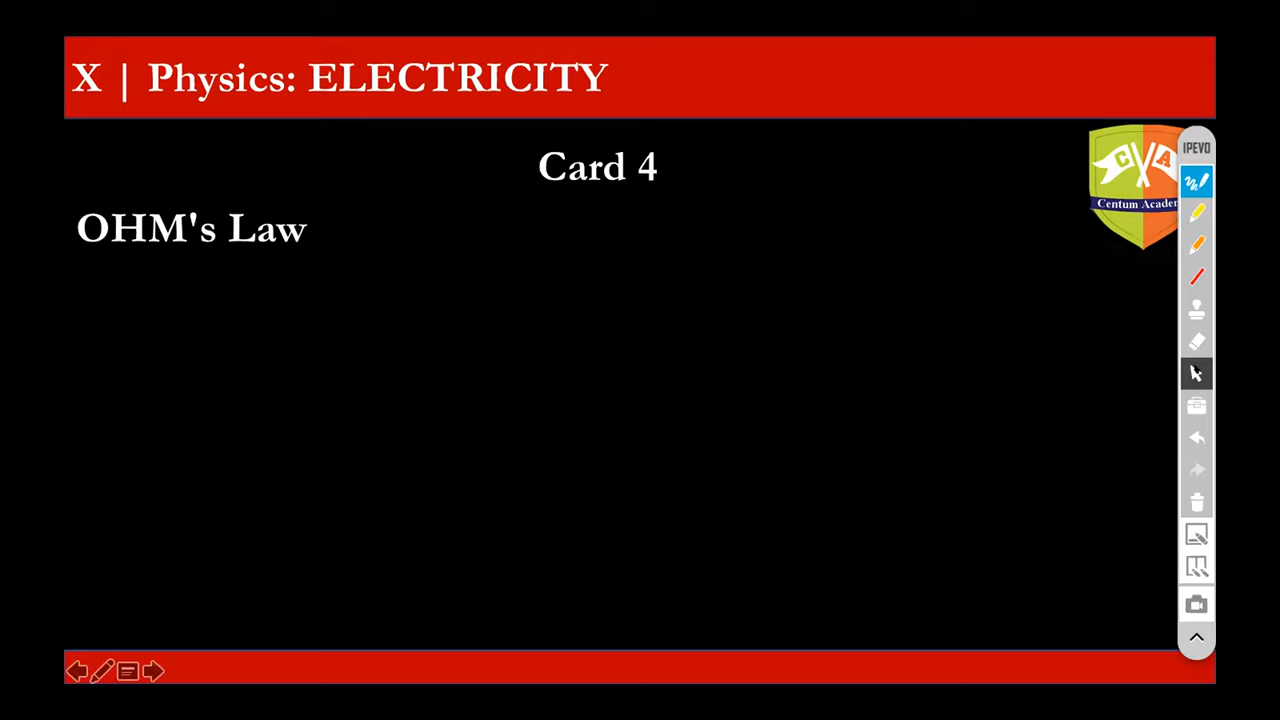 X | Physics: ELECTRICITY
Card 4
OHM's Law
C A
Centum Academ
IPEVO